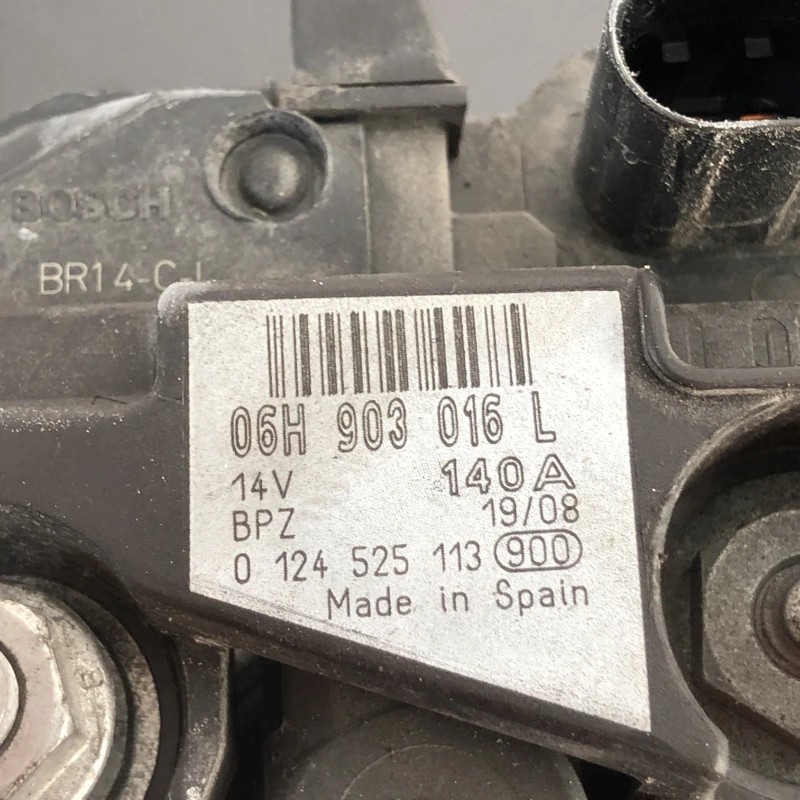 BOSCH
BR14-C-L
06H 903 016 L
14V 140A
BPZ 19/08
0 124 525 113 900
Made in Spain